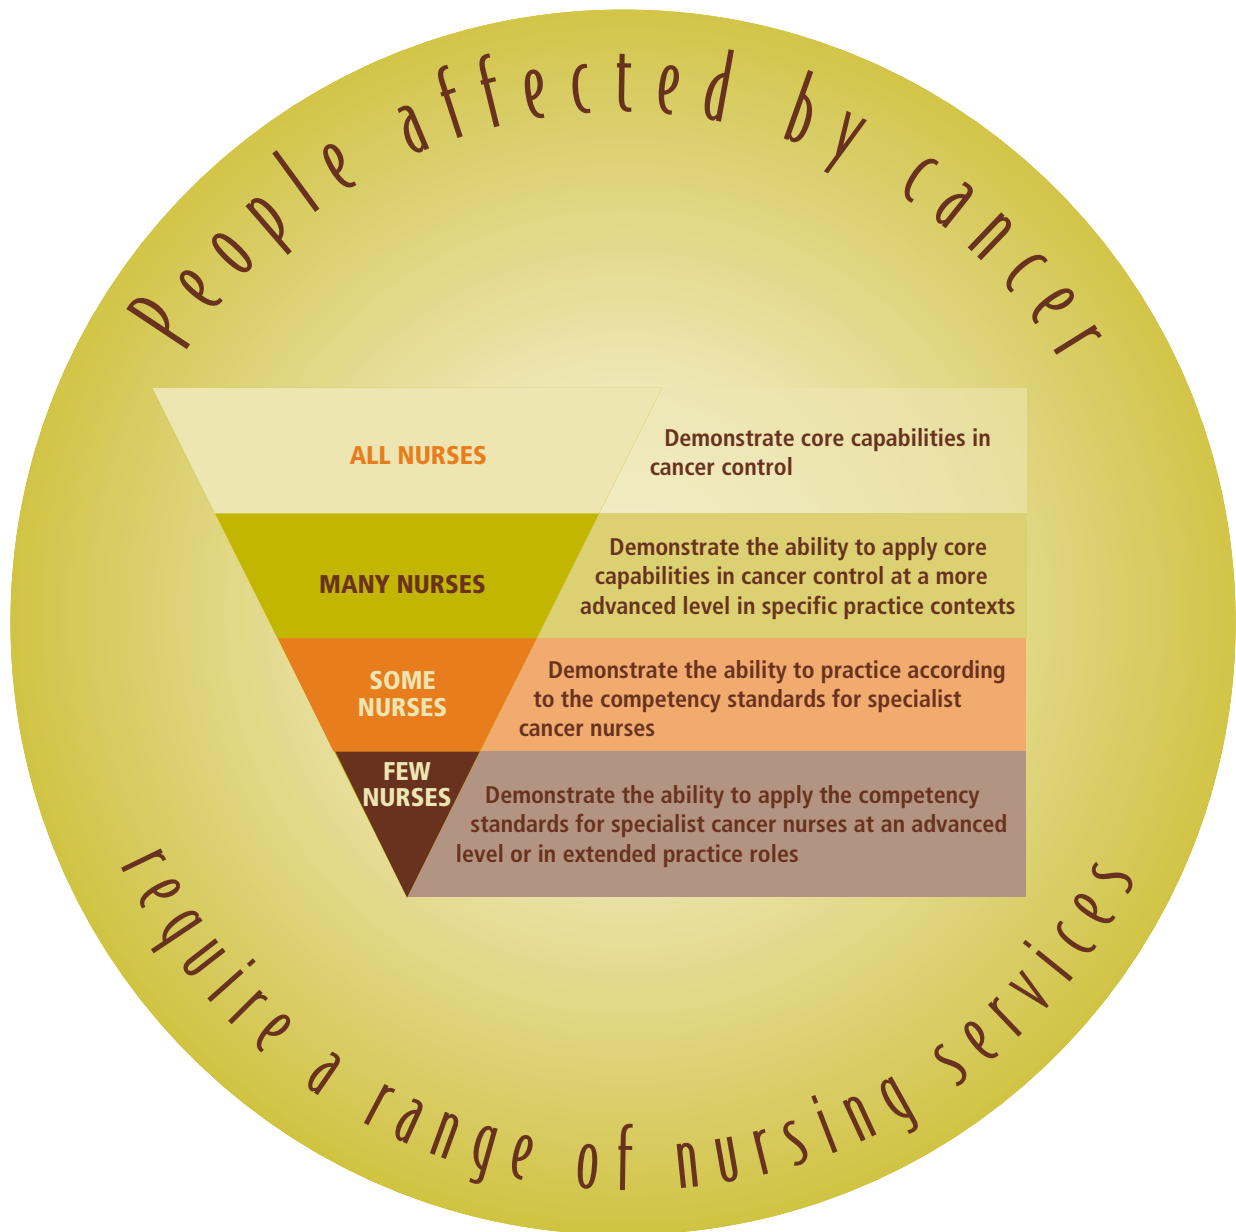 People affected by cancer
ALL NURSES
Demonstrate core capabilities in
cancer control
MANY NURSES
Demonstrate the ability to apply core
capabilities in cancer control at a more
advanced level in specific practice contexts
SOME
NURSES
Demonstrate the ability to practice according
to the competency standards for specialist
cancer nurses
FEW
NURSES
Demonstrate the ability to apply the competency
standards for specialist cancer nurses at an advanced
level or in extended practice roles
require a range of nursing services